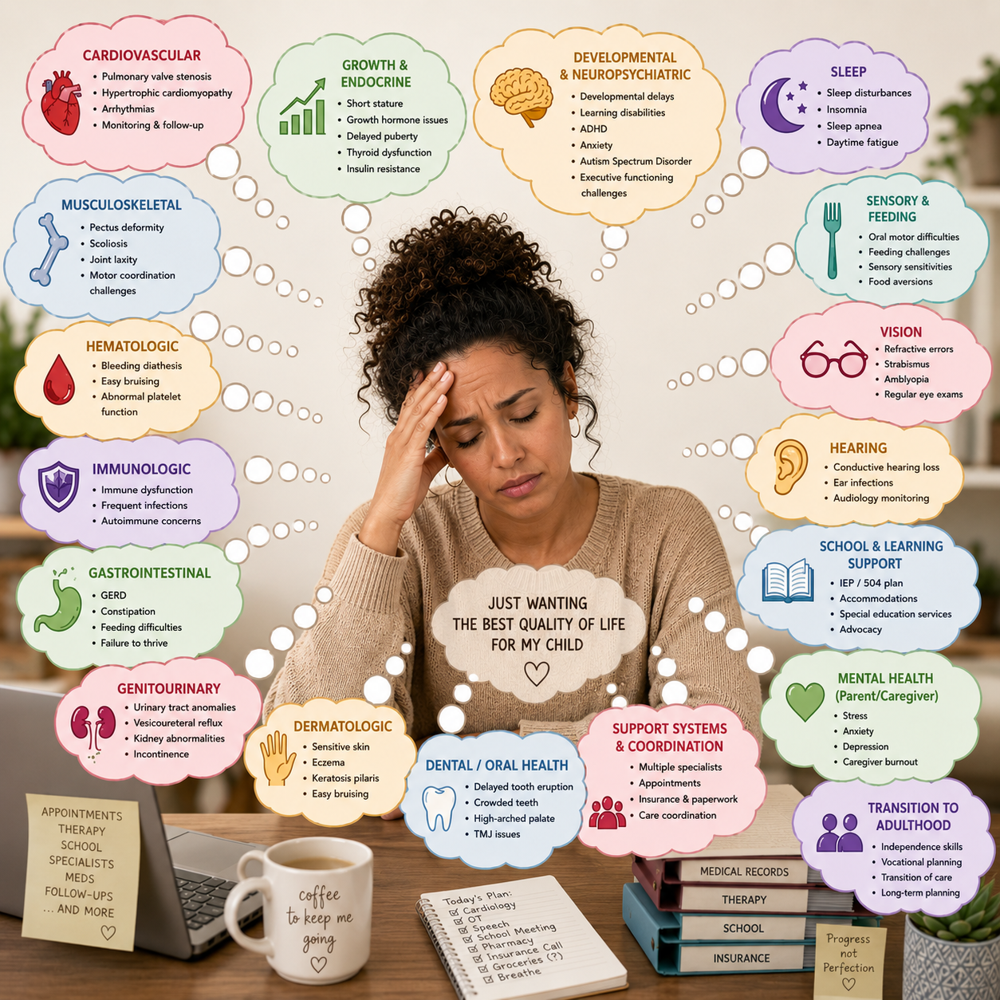 CARDIOVASCULAR
• Pulmonary valve stenosis
• Hypertrophic cardiomyopathy
• Arrhythmias
• Monitoring & follow-up
GROWTH &
ENDOCRINE
• Short stature
• Growth hormone issues
• Delayed puberty
• Thyroid dysfunction
• Insulin resistance
DEVELOPMENTAL
& NEUROPSYCHIATRIC
• Developmental delays
• Learning disabilities
• ADHD
• Anxiety
• Autism Spectrum Disorder
• Executive functioning
challenges
SLEEP
• Sleep disturbances
• Insomnia
• Sleep apnea
• Daytime fatigue
MUSCULOSKELETAL
• Pectus deformity
• Scoliosis
• Joint laxity
• Motor coordination
challenges
SENSORY &
FEEDING
• Oral motor difficulties
• Feeding challenges
• Sensory sensitivities
• Food aversions
HEMATOLOGIC
• Bleeding diathesis
• Easy bruising
• Abnormal platelet
function
VISION
• Refractive errors
• Strabismus
• Amblyopia
• Regular eye exams
IMMUNOLOGIC
• Immune dysfunction
• Frequent infections
• Autoimmune concerns
HEARING
• Conductive hearing loss
• Ear infections
• Audiology monitoring
GASTROINTESTINAL
• GERD
• Constipation
• Feeding difficulties
• Failure to thrive
JUST WANTING
THE BEST QUALITY OF LIFE
FOR MY CHILD
SCHOOL & LEARNING
SUPPORT
• IEP / 504 plan
• Accommodations
• Special education services
• Advocacy
GENITOURINARY
• Urinary tract anomalies
• Vesicoureteral reflux
• Kidney abnormalities
• Incontinence
DERMATOLOGIC
• Sensitive skin
• Eczema
• Keratosis pilaris
• Easy bruising
DENTAL / ORAL HEALTH
• Delayed tooth eruption
• Crowded teeth
• High-arched palate
• TMJ issues
SUPPORT SYSTEMS
& COORDINATION
• Multiple specialists
• Appointments
• Insurance & paperwork
• Care coordination
MENTAL HEALTH
(Parent/Caregiver)
• Stress
• Anxiety
• Depression
• Caregiver burnout
TRANSITION TO
ADULTHOOD
• Independence skills
• Vocational planning
• Transition of care
• Long-term planning
APPOINTMENTS
THERAPY
SCHOOL
SPECIALISTS
MEDS
FOLLOW-UPS
... AND MORE
coffee
to keep me
going
Today's Plan:
Cardiology
OT
Speech
School Meeting
Pharmacy
Insurance Call
Groceries (?)
Breathe
MEDICAL RECORDS
THERAPY
SCHOOL
INSURANCE
Progress
not
Perfection